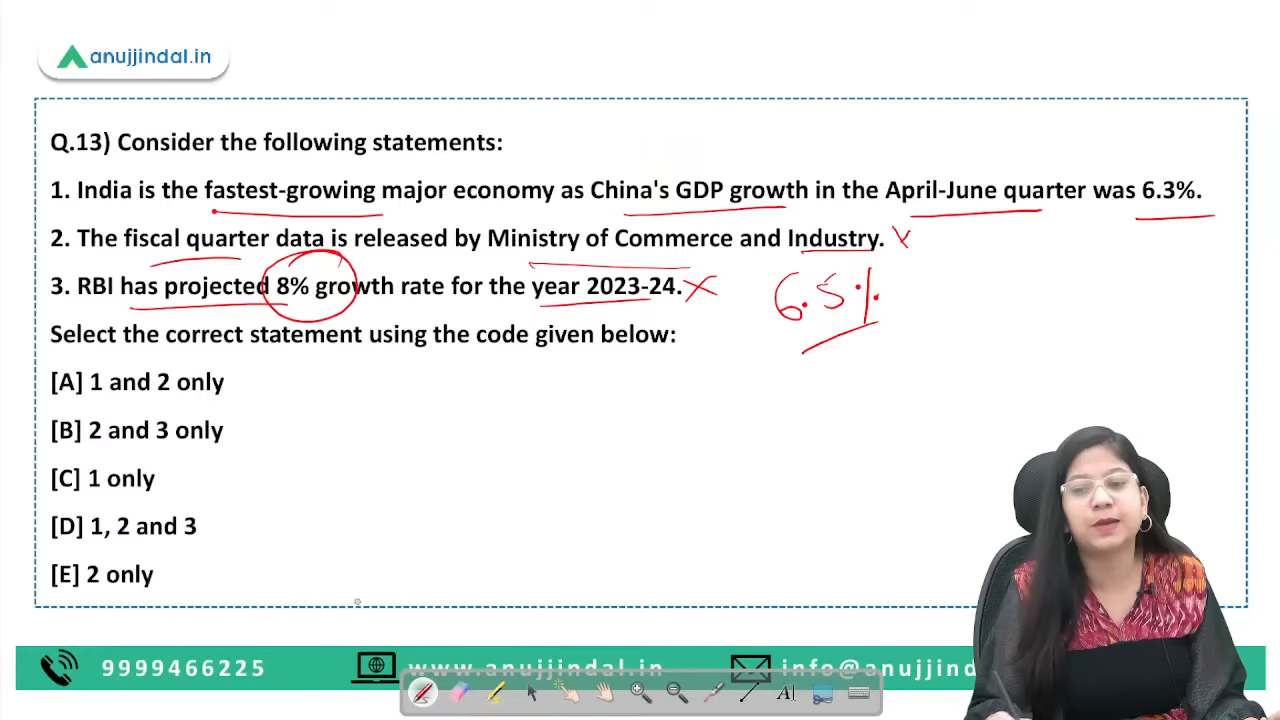 anujjindal.in
Q.13) Consider the following statements:
1. India is the fastest-growing major economy as China's GDP growth in the April-June quarter was 6.3%.
2. The fiscal quarter data is released by Ministry of Commerce and Industry.
3. RBI has projected 8% growth rate for the year 2023-24.
6.5%
Select the correct statement using the code given below:
[A] 1 and 2 only
[B] 2 and 3 only
[C] 1 only
[D] 1, 2 and 3
[E] 2 only
9999466225
www.anujjindal.in
info@anujjind
AI